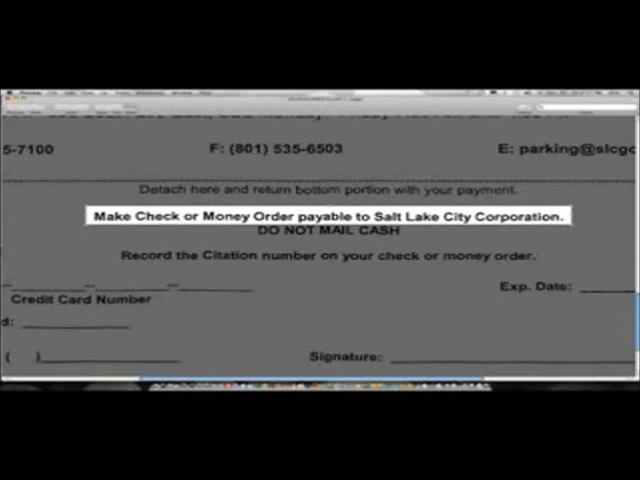 5-7100 F: (801) 535-6503 E: parking@slcgo
Detach here and return bottom portion with your payment.
Make Check or Money Order payable to Salt Lake City Corporation.
DO NOT MAIL CASH
Record the Citation number on your check or money order.
Exp. Date:
Credit Card Number
d:
( ) Signature: